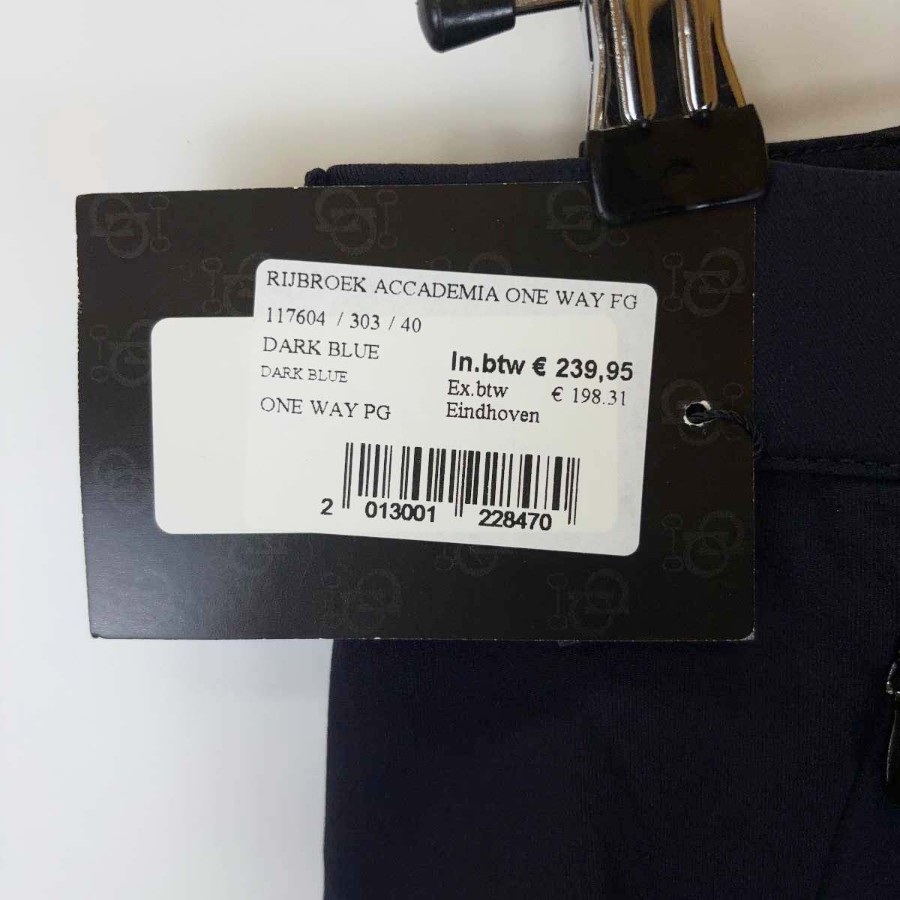 RIJBROEK ACCADEMIA ONE WAY FG
117604 / 303 / 40
DARK BLUE
DARK BLUE
ONE WAY PG
In.btw € 239,95
Ex.btw € 198.31
Eindhoven
2 013001 228470